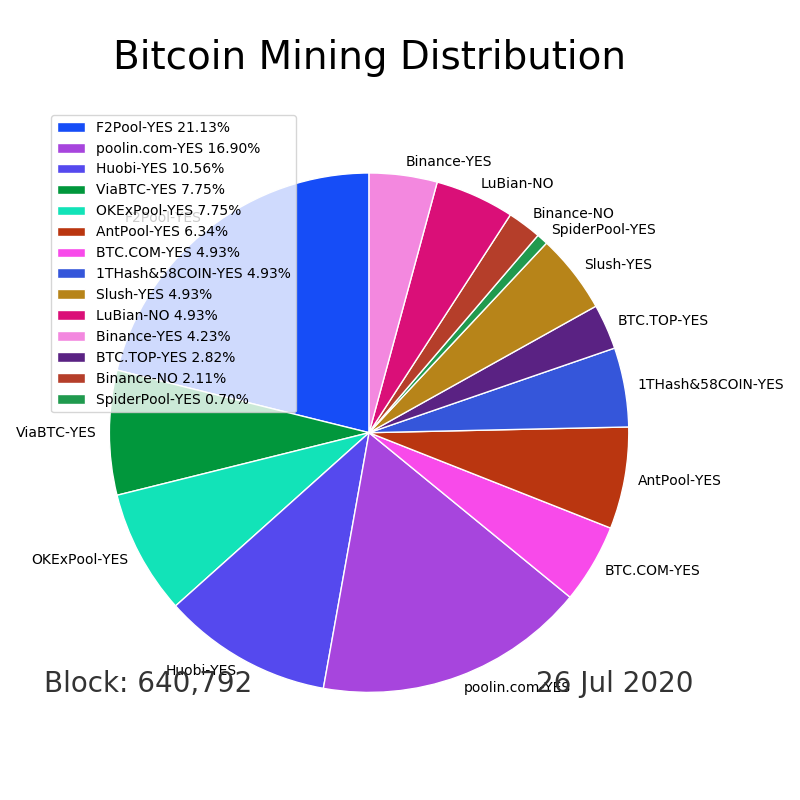 Bitcoin Mining Distribution
F2Pool-YES 21.13%
poolin.com-YES 16.90%
Huobi-YES 10.56%
ViaBTC-YES 7.75%
OKExPool-YES 7.75%
AntPool-YES 6.34%
BTC.COM-YES 4.93%
1THash&58COIN-YES 4.93%
Slush-YES 4.93%
LuBian-NO 4.93%
Binance-YES 4.23%
BTC.TOP-YES 2.82%
Binance-NO 2.11%
SpiderPool-YES 0.70%
F2Pool-YES
Binance-YES
LuBian-NO
Binance-NO
SpiderPool-YES
Slush-YES
BTC.TOP-YES
1THash&58COIN-YES
AntPool-YES
BTC.COM-YES
poolin.com-YES
Huobi-YES
OKExPool-YES
ViaBTC-YES
Block: 640,792
26 Jul 2020